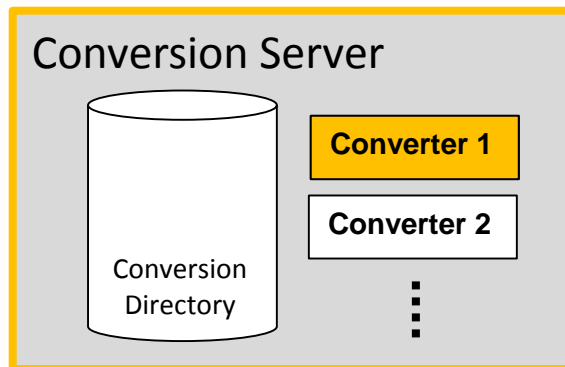 Conversion Server
Converter 1
Converter 2
Conversion
Directory